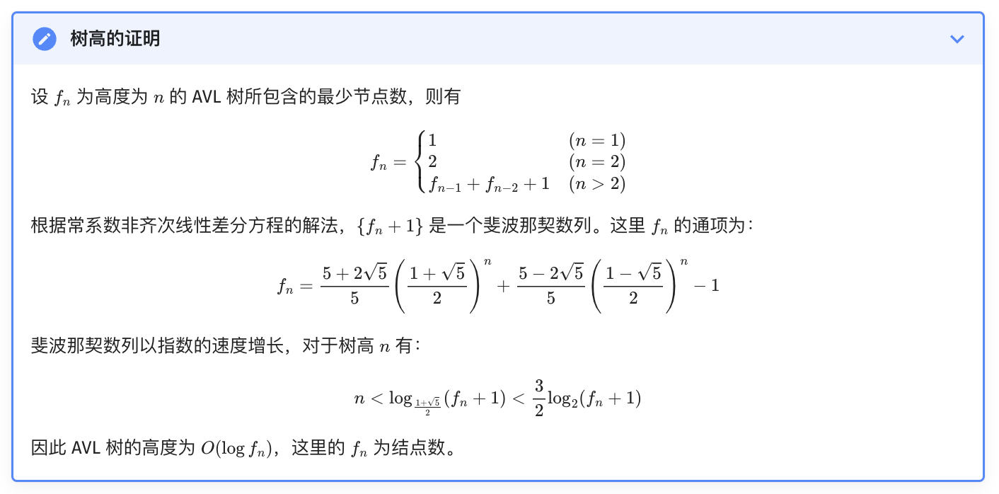 树高的证明
设 $f_n$ 为高度为 $n$ 的 AVL 树所包含的最少节点数，则有
$$f_n = \begin{cases} 1 & (n = 1) \\ 2 & (n = 2) \\ f_{n-1} + f_{n-2} + 1 & (n > 2) \end{cases}$$
根据常系数非齐次线性差分方程的解法，$\{f_n + 1\}$ 是一个斐波那契数列。这里 $f_n$ 的通项为：
$$f_n = \frac{5 + 2\sqrt{5}}{5} \left( \frac{1 + \sqrt{5}}{2} \right)^n + \frac{5 - 2\sqrt{5}}{5} \left( \frac{1 - \sqrt{5}}{2} \right)^n - 1$$
斐波那契数列以指数的速度增长，对于树高 $n$ 有：
$$n < \log_{\frac{1+\sqrt{5}}{2}} (f_n + 1) < \frac{3}{2} \log_2 (f_n + 1)$$
因此 AVL 树的高度为 $O(\log f_n)$，这里的 $f_n$ 为结点数。